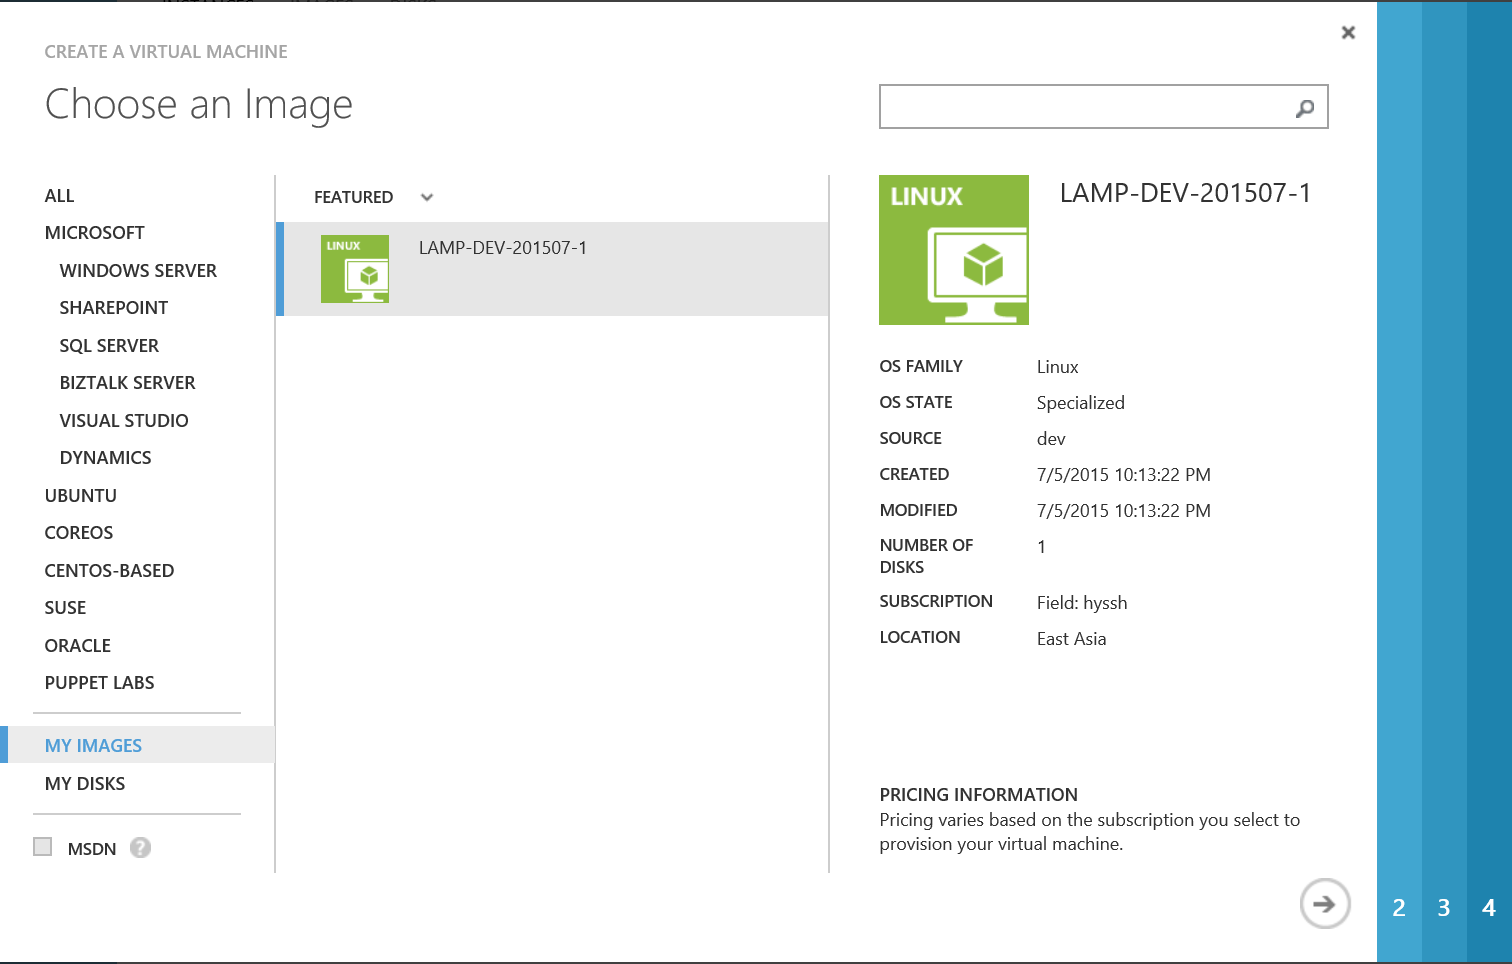 CREATE A VIRTUAL MACHINE
Choose an Image
ALL
MICROSOFT
WINDOWS SERVER
SHAREPOINT
SQL SERVER
BIZTALK SERVER
VISUAL STUDIO
DYNAMICS
UBUNTU
COREOS
CENTOS-BASED
SUSE
ORACLE
PUPPET LABS
MY IMAGES
MY DISKS
MSDN ?
FEATURED
LINUX
LAMP-DEV-201507-1
LINUX
LAMP-DEV-201507-1
OS FAMILY Linux
OS STATE Specialized
SOURCE dev
CREATED 7/5/2015 10:13:22 PM
MODIFIED 7/5/2015 10:13:22 PM
NUMBER OF 1
DISKS
SUBSCRIPTION Field: hyssh
LOCATION East Asia
PRICING INFORMATION
Pricing varies based on the subscription you select to
provision your virtual machine.
2 3 4